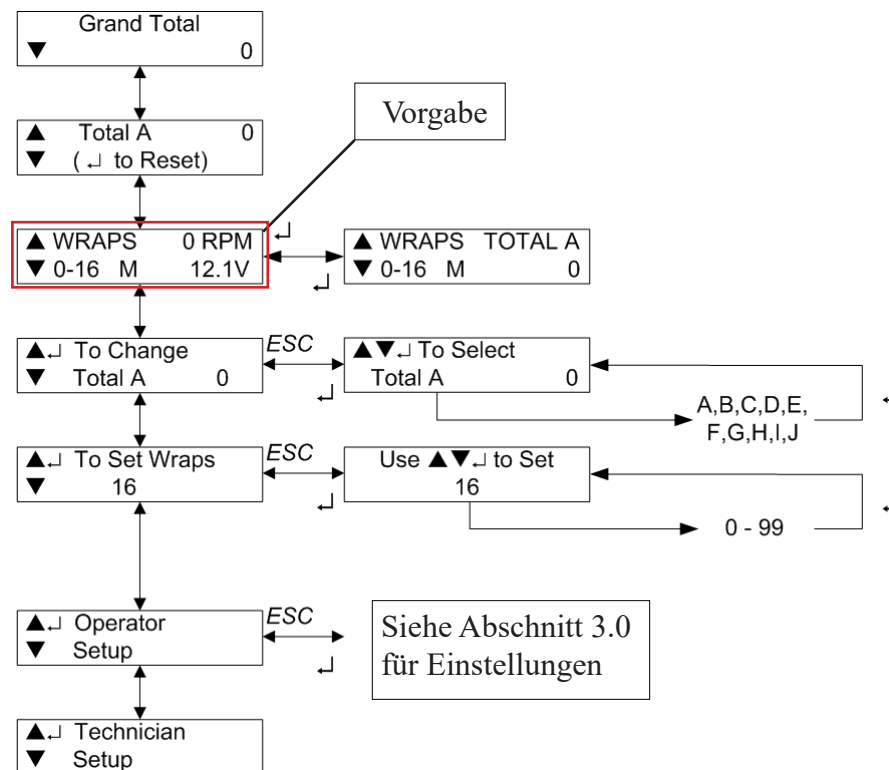 Grand Total
▼ 0
Vorgabe
▲ Total A 0
▼ ( ↵ to Reset)
▲ WRAPS 0 RPM
▼ 0-16 M 12.1V
↵
▲ WRAPS TOTAL A
▼ 0-16 M 0
↵
▲↵ To Change
▼ Total A 0
ESC
↵
▲▼↵ To Select
Total A 0
A,B,C,D,E,
F,G,H,I,J
▲↵ To Set Wraps
▼ 16
ESC
↵
Use ▲▼↵ to Set
16
0 - 99
▲↵ Operator
▼ Setup
ESC
↵
Siehe Abschnitt 3.0
für Einstellungen
▲↵ Technician
▼ Setup